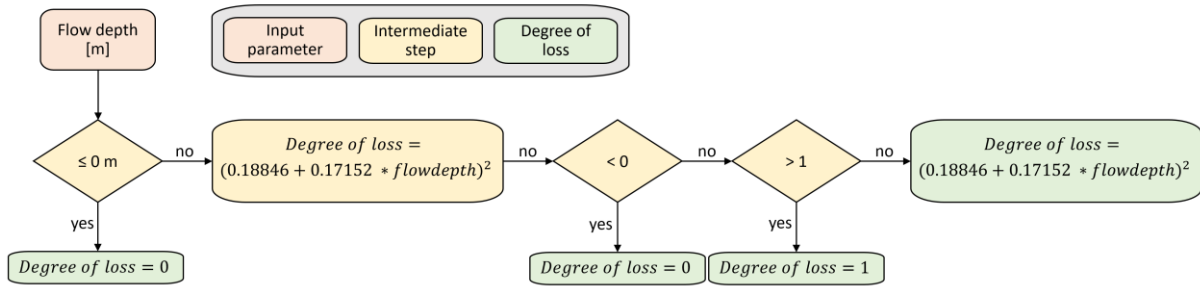 Flow depth
[m]
Input
parameter
Intermediate
step
Degree of
loss
≤ 0 m
no
Degree of loss =
(0.18846 + 0.17152 * flowdepth)²
no
< 0
no
> 1
no
Degree of loss =
(0.18846 + 0.17152 * flowdepth)²
yes
yes
yes
Degree of loss = 0
Degree of loss = 0
Degree of loss = 1